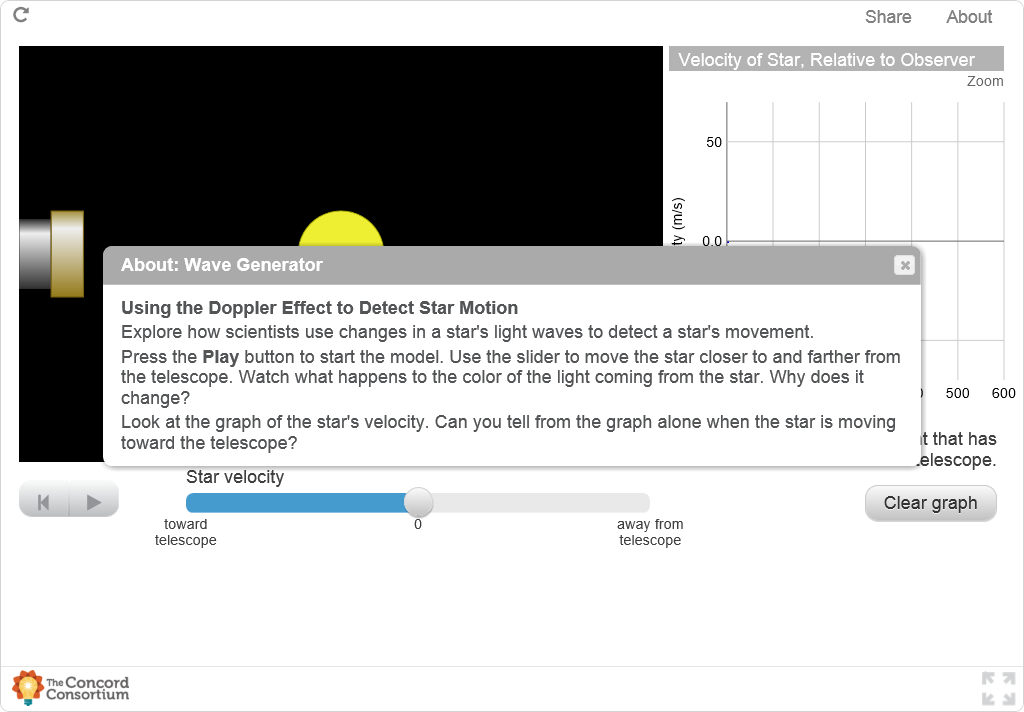 Share About
Velocity of Star, Relative to Observer
Zoom
50
0.0
ty (m/s)
500 600
About: Wave Generator
Using the Doppler Effect to Detect Star Motion
Explore how scientists use changes in a star's light waves to detect a star's movement.
Press the Play button to start the model. Use the slider to move the star closer to and farther from
the telescope. Watch what happens to the color of the light coming from the star. Why does it
change?
Look at the graph of the star's velocity. Can you tell from the graph alone when the star is moving
toward the telescope?
t that has
elescope.
Star velocity
toward
telescope
0
away from
telescope
Clear graph
The Concord
Consortium